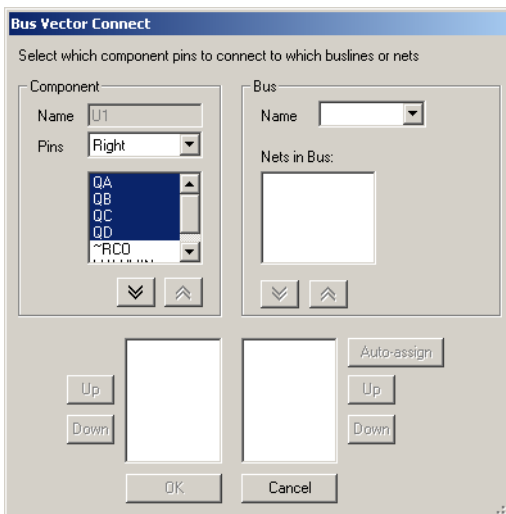 Bus Vector Connect
Select which component pins to connect to which buslines or nets
Component
Name U1
Pins Right
QA
QB
QC
QD
~RCO
Bus
Name
Nets in Bus:
Auto-assign
Up
Down
Up
Down
OK
Cancel